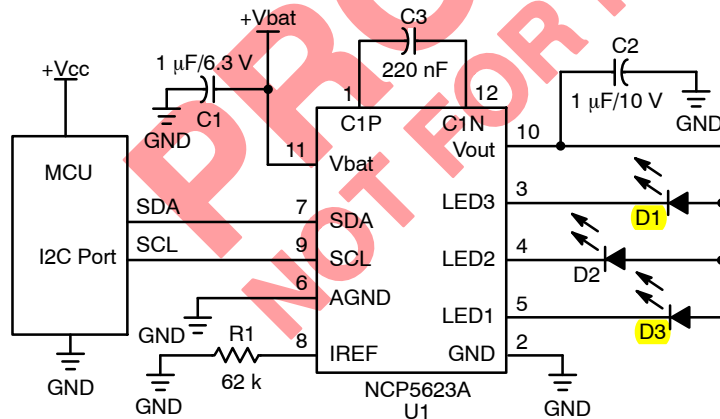 PRO
NOT FOR
+Vbat
C3
C2
+Vcc
1 μF/6.3 V
220 nF
1 μF/10 V
GND
C1
GND
1
12
C1P
C1N
10
Vout
MCU
11
Vbat
LED3
3
D1
SDA
7
SDA
I2C Port
SCL
9
SCL
LED2
4
D2
6
AGND
LED1
5
D3
GND
R1
8
IREF
GND
2
GND
GND
62 k
GND
NCP5623A
U1